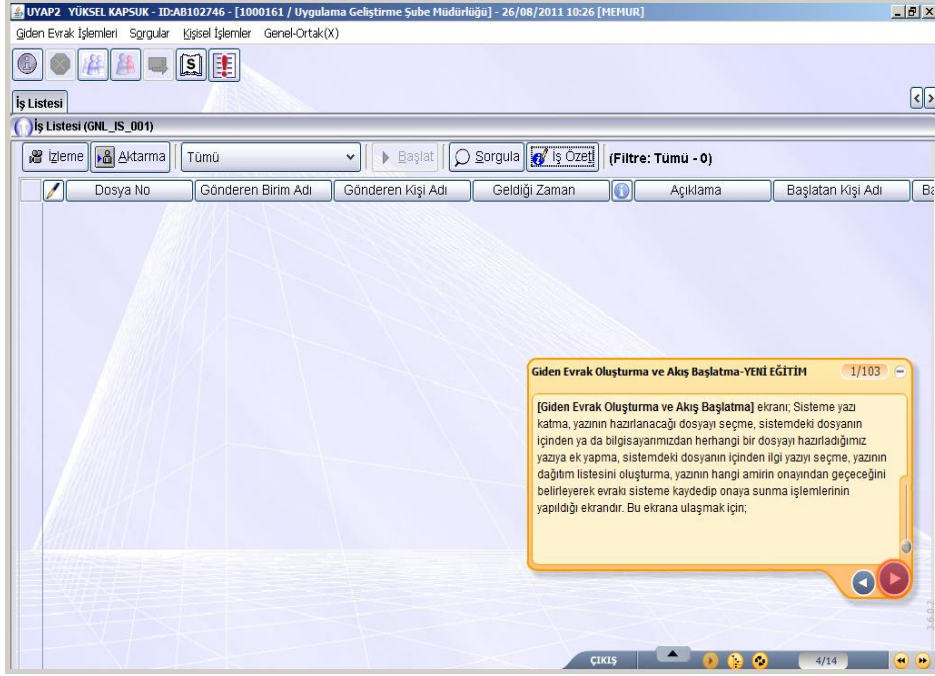 UYAP2 YÜKSEL KAPSUK - ID:AB102746 - [1000161 / Uygulama Geliştirme Şube Müdürlüğü] - 26/08/2011 10:26 [MEMUR]
Giden Evrak İşlemleri Sorgular Kişisel İşlemler Genel-Ortak(X)
İş Listesi
İş Listesi (GNL_IS_001)
İzleme Aktarma Tümü Başlat Sorgula İş Özeti (Filtre: Tümü - 0)
Dosya No Gönderen Birim Adı Gönderen Kişi Adı Geldiği Zaman Açıklama Başlatan Kişi Adı Ba
Giden Evrak Oluşturma ve Akış Başlatma-YENİ EĞİTİM 1/103
[Giden Evrak Oluşturma ve Akış Başlatma] ekranı; Sisteme yazı
katma, yazının hazırlanacağı dosyayı seçme, sistemdeki dosyanın
içinden ya da bilgisayarımızdan herhangi bir dosyayı hazırladığımız
yazıya ek yapma, sistemdeki dosyanın içinden ilgi yazıyı seçme, yazının
dağıtım listesini oluşturma, yazının hangi amirin onayından geçeceğini
belirleyerek evrakı sisteme kaydedip onaya sunma işlemlerinin
yapıldığı ekrandır. Bu ekrana ulaşmak için;
3.6.0.2
ÇIKIŞ 4/14